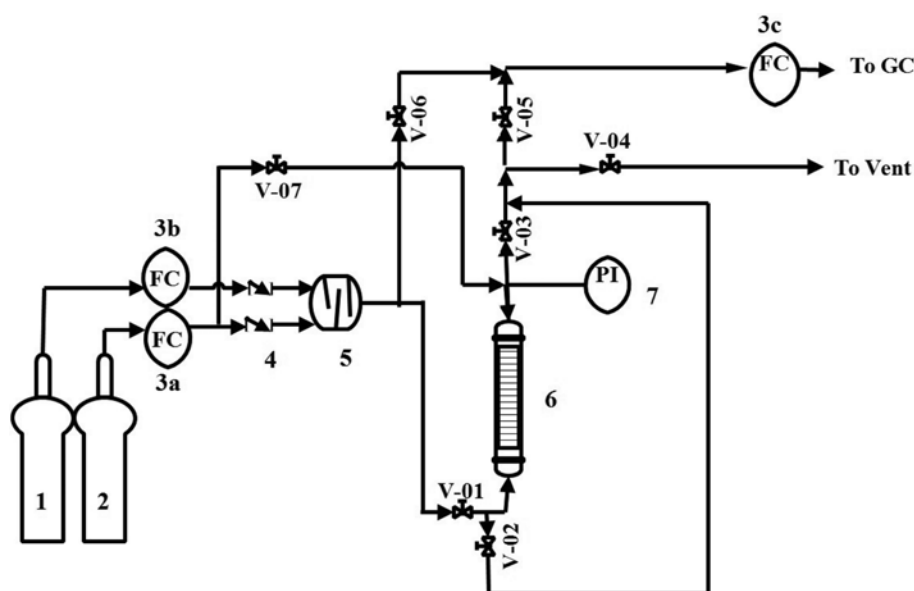 3c
FC
To GC
V-06
V-05
V-04
To Vent
V-07
V-03
3b
FC
PI
7
FC
3a
4
5
6
1
2
V-01
V-02